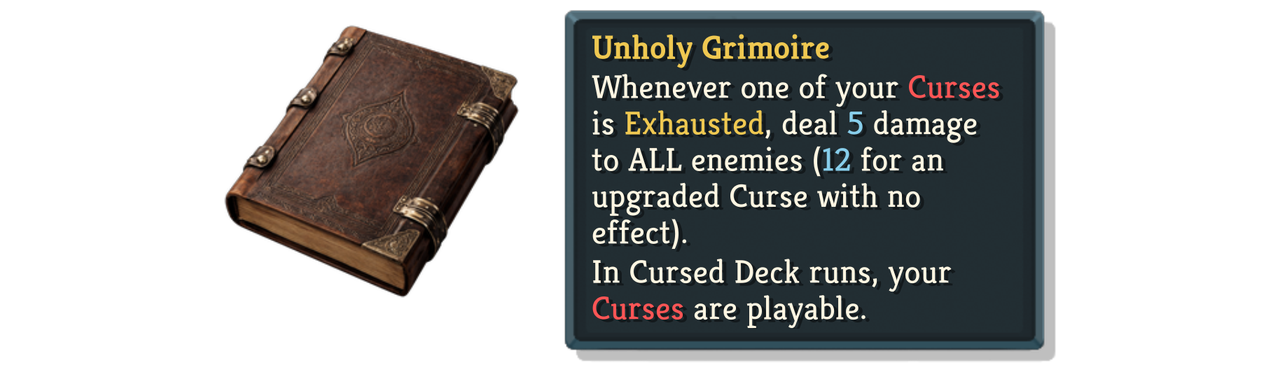 Unholy Grimoire
Whenever one of your Curses
is Exhausted, deal 5 damage
to ALL enemies (12 for an
upgraded Curse with no
effect).
In Cursed Deck runs, your
Curses are playable.